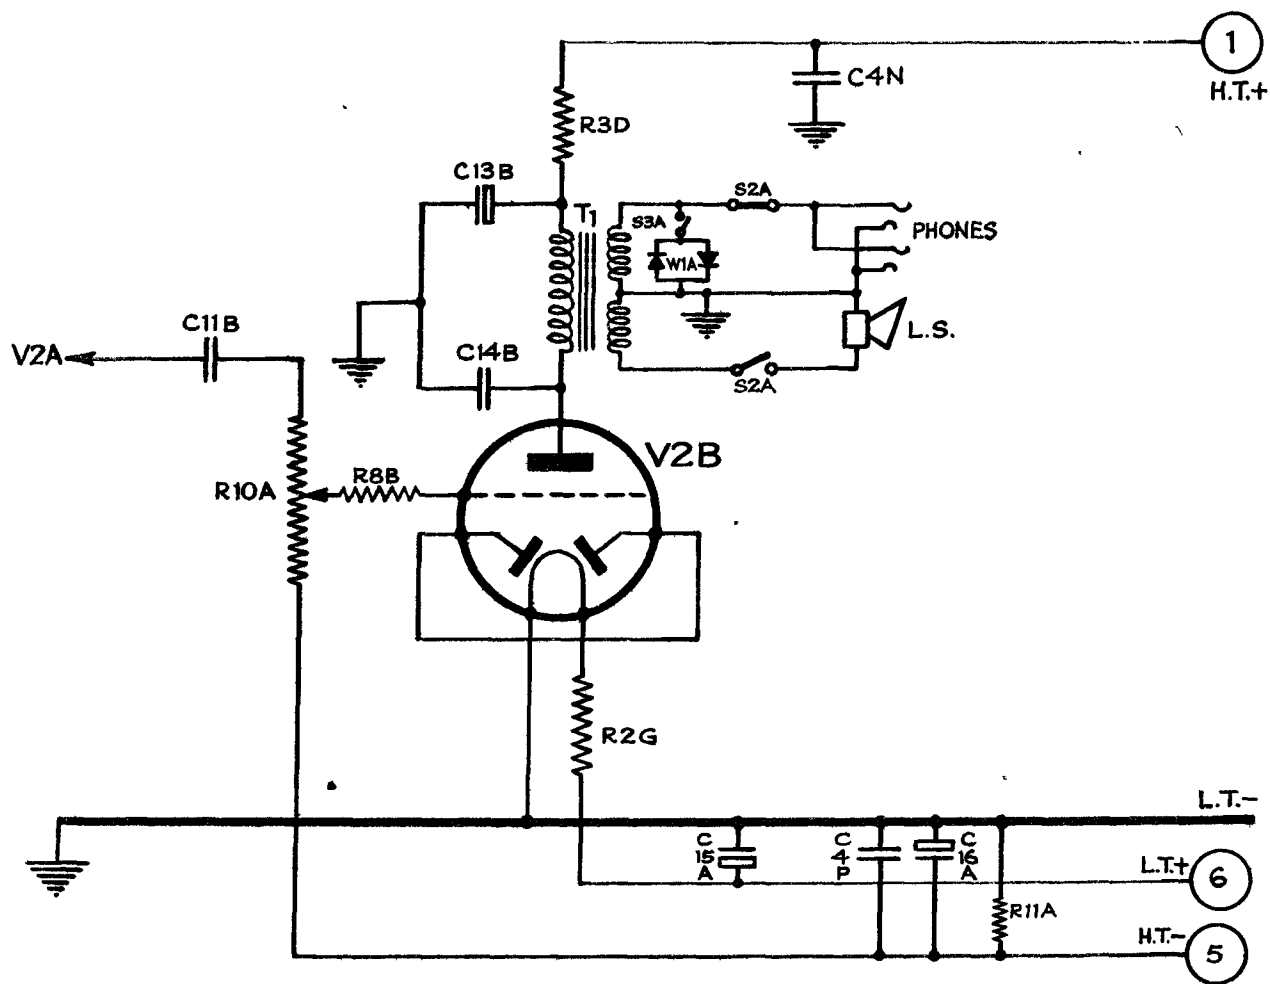 1
H.T.+
C4N
R3D
C13B
T1
S2A
S3A
PHONES
W1A
C11B
L.S.
V2A
C14B
S2A
V2B
R8B
R10A
R2G
L.T.-
C
15
A
C
4
P
C
16
A
L.T.+
6
R11A
H.T.-
5